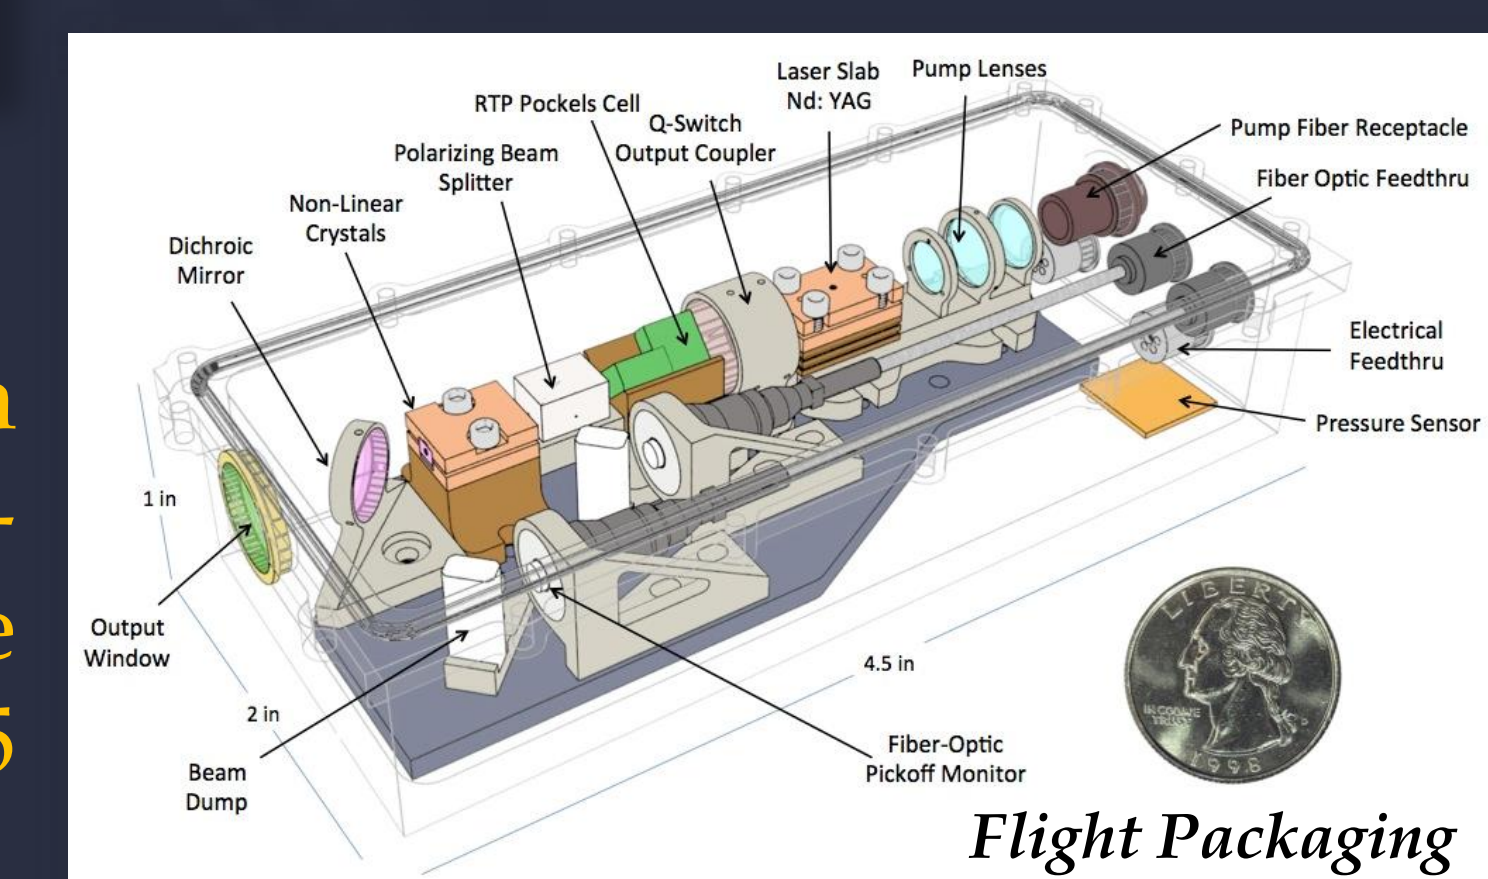 Laser Slab
Nd: YAG
Pump Lenses
RTP Pockels Cell
Q-Switch
Output Coupler
Pump Fiber Receptacle
Polarizing Beam
Splitter
Fiber Optic Feedthru
Non-Linear
Crystals
Dichroic
Mirror
Electrical
Feedthru
Pressure Sensor
1 in
Output
Window
2 in
4.5 in
Beam
Dump
Fiber-Optic
Pickoff Monitor
LIBERTY
IN GOD WE
TRUST
1998
Flight Packaging